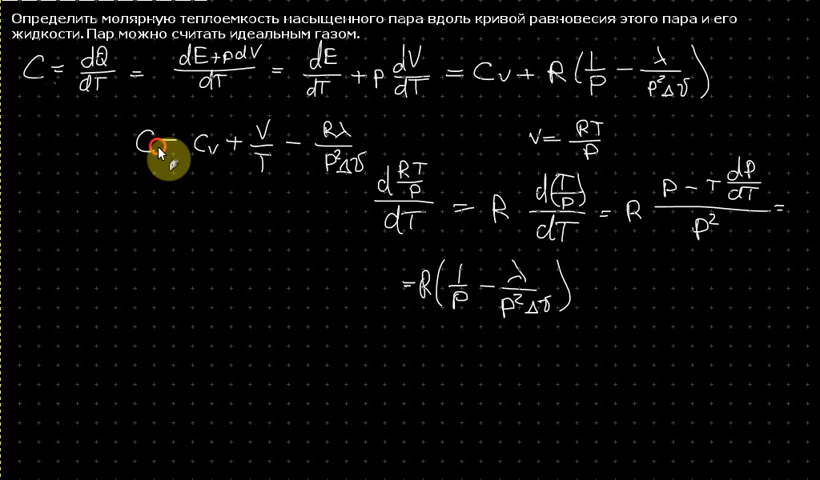 Определить молярную теплоемкость насыщенного пара вдоль кривой равновесия этого пара и его
жидкости. Пар можно считать идеальным газом.
C = dQ/dT = (dE + pdV)/dT = dE/dT + p dV/dT = Cv + R(1/P − λ/(P²Δv))
C = Cv + V/T − Rλ/(P²Δv)
V = RT/P
d(RT/P)/dT = R d(T/P)/dT = R (P − T dP/dT)/P² =
= R(1/P − λ/(P²Δv))